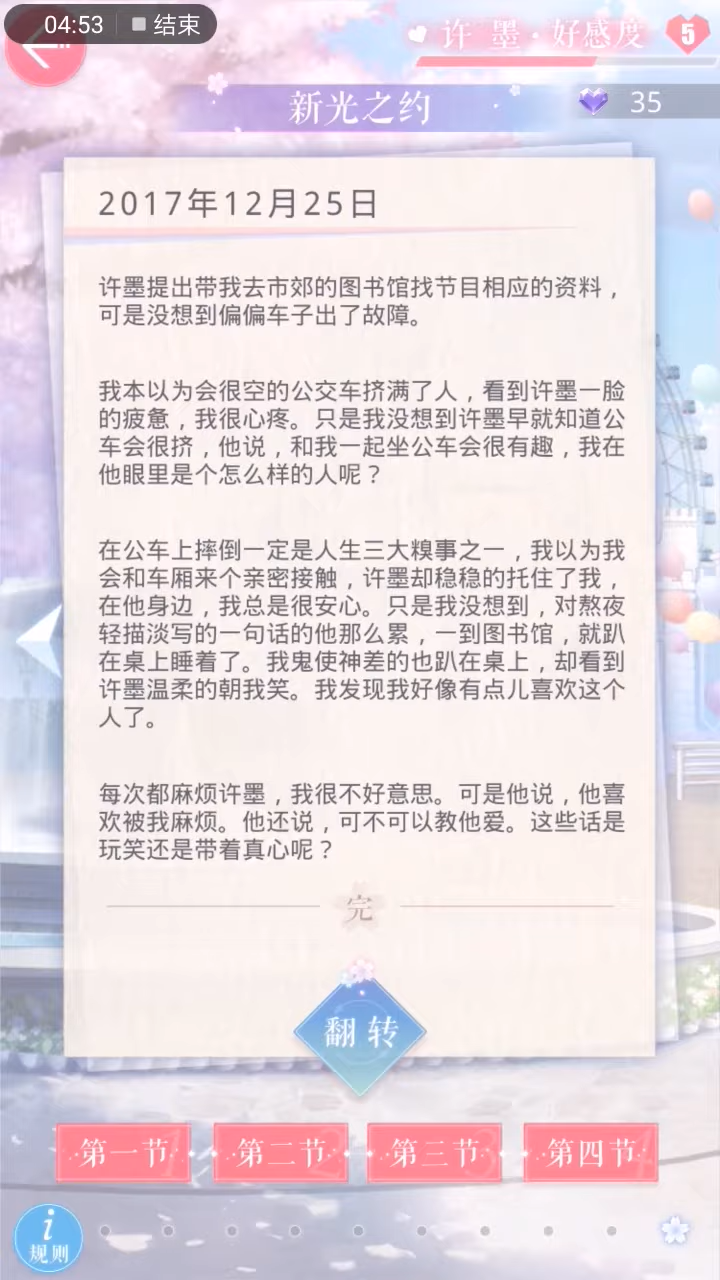 04:53 结束
许 墨·好感度 5
新光之约
35
2017年12月25日
许墨提出带我去市郊的图书馆找节目相应的资料，
可是没想到偏偏车子出了故障。
我本以为会很空的公交车挤满了人，看到许墨一脸
的疲惫，我很心疼。只是我没想到许墨早就知道公
车会很挤，他说，和我一起坐公车会很有趣，我在
他眼里是个怎么样的人呢？
在公车上摔倒一定是人生三大糗事之一，我以为我
会和车厢来个亲密接触，许墨却稳稳的托住了我，
在他身边，我总是很安心。只是我没想到，对熬夜
轻描淡写的一句话的他那么累，一到图书馆，就趴
在桌上睡着了。我鬼使神差的也趴在桌上，却看到
许墨温柔的朝我笑。我发现我好像有点儿喜欢这个
人了。
每次都麻烦许墨，我很不好意思。可是他说，他喜
欢被我麻烦。他还说，可不可以教他爱。这些话是
玩笑还是带着真心呢？
完
翻 转
第一节 第二节 第三节 第四节
i
规则